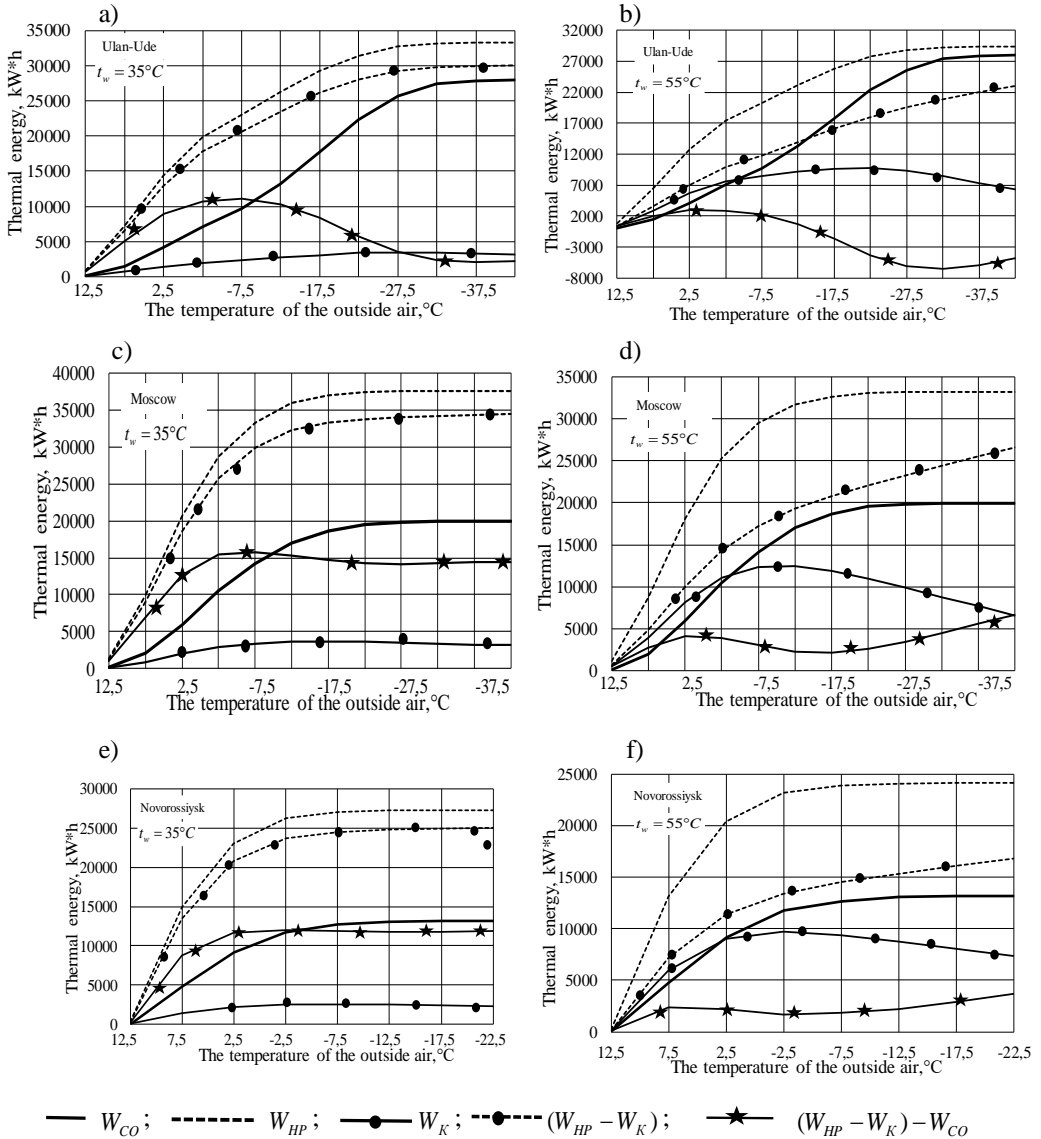 a)
35000
30000
25000
20000
15000
10000
5000
0
Thermal energy, kW*h
Ulan-Ude
t_w = 35°C
12,5 2,5 -7,5 -17,5 -27,5 -37,5
The temperature of the outside air,°C
b)
32000
27000
22000
17000
12000
7000
2000
-3000
-8000
Thermal energy, kW*h
Ulan-Ude
t_w = 55°C
12,5 2,5 -7,5 -17,5 -27,5 -37,5
The temperature of the outside air,°C
c)
40000
35000
30000
25000
20000
15000
10000
5000
0
Thermal energy, kW*h
Moscow
t_w = 35°C
12,5 2,5 -7,5 -17,5 -27,5 -37,5
The temperature of the outside air,°C
d)
35000
30000
25000
20000
15000
10000
5000
0
Thermal energy, kW*h
Moscow
t_w = 55°C
12,5 2,5 -7,5 -17,5 -27,5 -37,5
The temperature of the outside air,°C
e)
30000
25000
20000
15000
10000
5000
0
Thermal energy, kW*h
Novorossiysk
t_w = 35°C
12,5 7,5 2,5 -2,5 -7,5 -12,5 -17,5 -22,5
The temperature of the outside air,°C
f)
25000
20000
15000
10000
5000
0
Thermal energy, kW*h
Novorossiysk
t_w = 55°C
12,5 7,5 2,5 -2,5 -7,5 -12,5 -17,5 -22,5
The temperature of the outside air,°C
W_CO ; W_HP ; W_K ; (W_HP − W_K) ; (W_HP − W_K) − W_CO